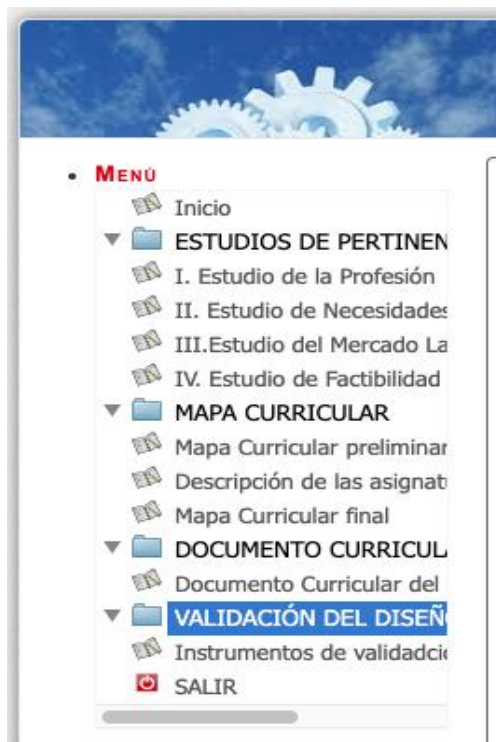 MENÚ
Inicio
ESTUDIOS DE PERTINEN
I. Estudio de la Profesión
II. Estudio de Necesidades
III.Estudio del Mercado La
IV. Estudio de Factibilidad
MAPA CURRICULAR
Mapa Curricular preliminar
Descripción de las asignat
Mapa Curricular final
DOCUMENTO CURRICUL
Documento Curricular del
VALIDACIÓN DEL DISEÑ
Instrumentos de validadci
SALIR